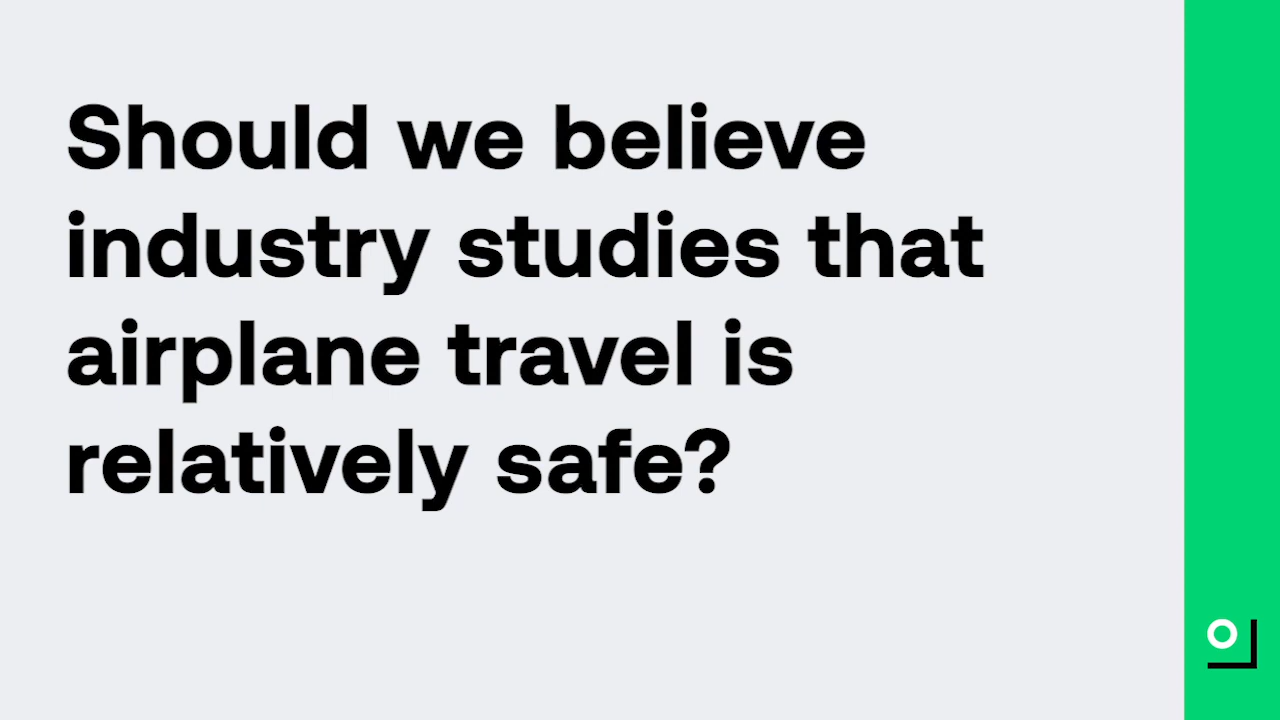 Should we believe
industry studies that
airplane travel is
relatively safe?